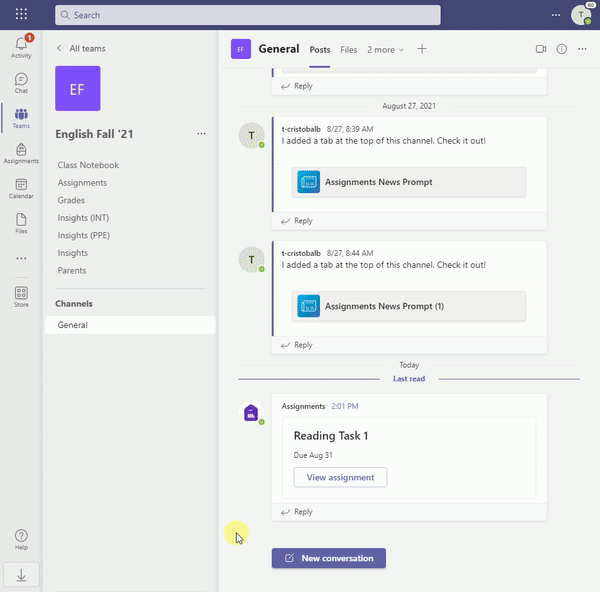 Search
T
RG
1
Activity
Chat
Teams
Assignments
Calendar
Files
Store
Help
All teams
EF
English Fall '21
Class Notebook
Assignments
Grades
Insights (INT)
Insights (PPE)
Insights
Parents
Channels
General
EF
General
Posts
Files
2 more
Reply
August 27, 2021
T
t-cristobalb 8/27, 8:39 AM
I added a tab at the top of this channel. Check it out!
Assignments News Prompt
Reply
T
t-cristobalb 8/27, 8:44 AM
I added a tab at the top of this channel. Check it out!
Assignments News Prompt (1)
Reply
Today
Last read
Assignments 2:01 PM
Reading Task 1
Due Aug 31
View assignment
Reply
New conversation